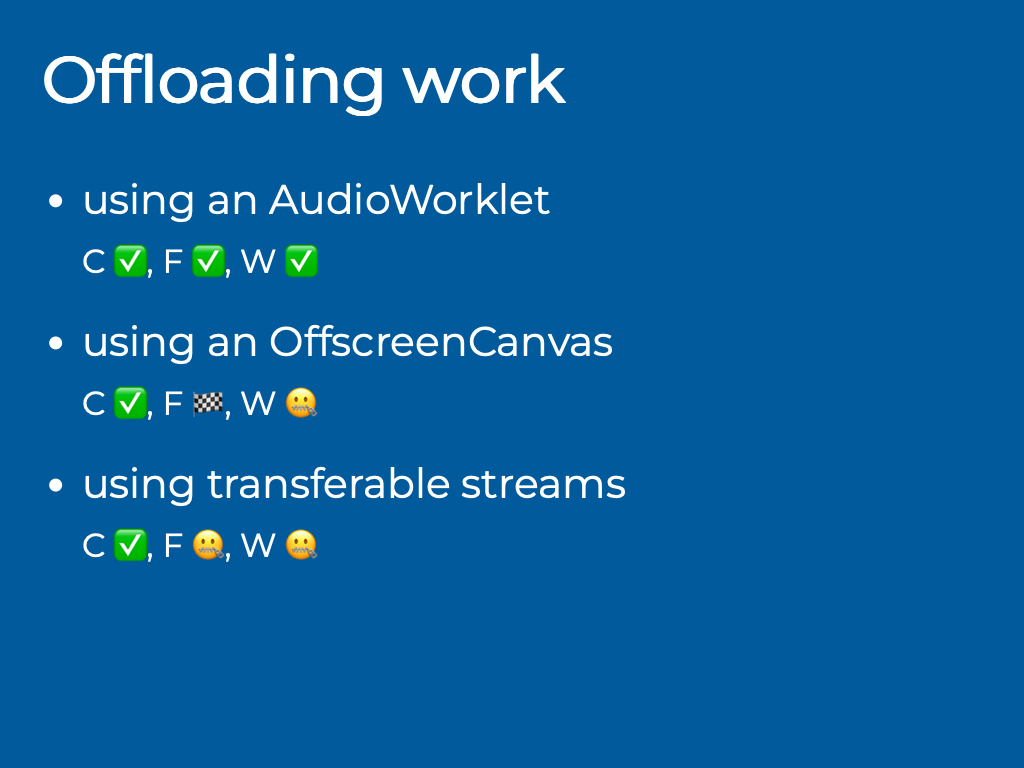 Offloading work
• using an AudioWorklet
C ✅, F ✅, W ✅
• using an OffscreenCanvas
C ✅, F 🏁, W 🤐
• using transferable streams
C ✅, F 🤐, W 🤐